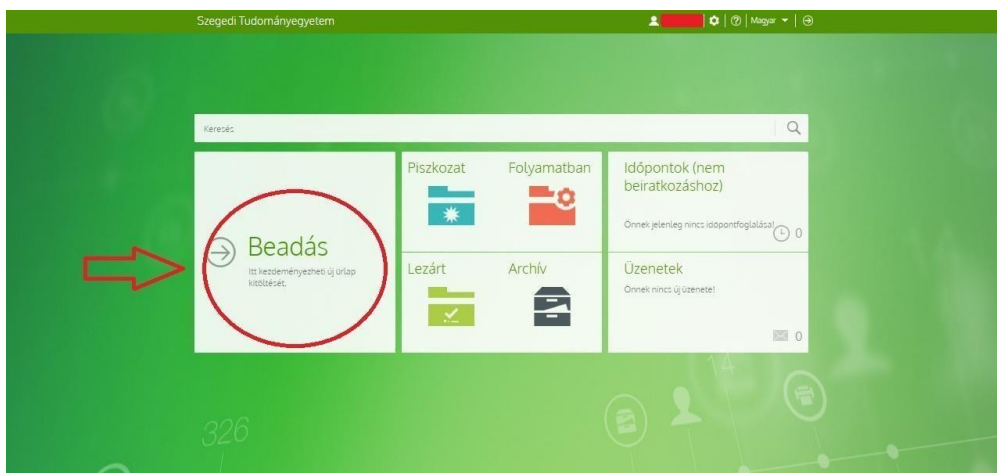 Szegedi Tudományegyetem
Magyar
Keresés
Beadás
Itt kezdeményezheti új űrlap
kitöltését.
Piszkozat
Folyamatban
Lezárt
Archív
Időpontok (nem
beiratkozáshoz)
Önnek jelenleg nincs időpontfoglalása!
0
Üzenetek
Önnek nincs új üzenete!
0
14
326